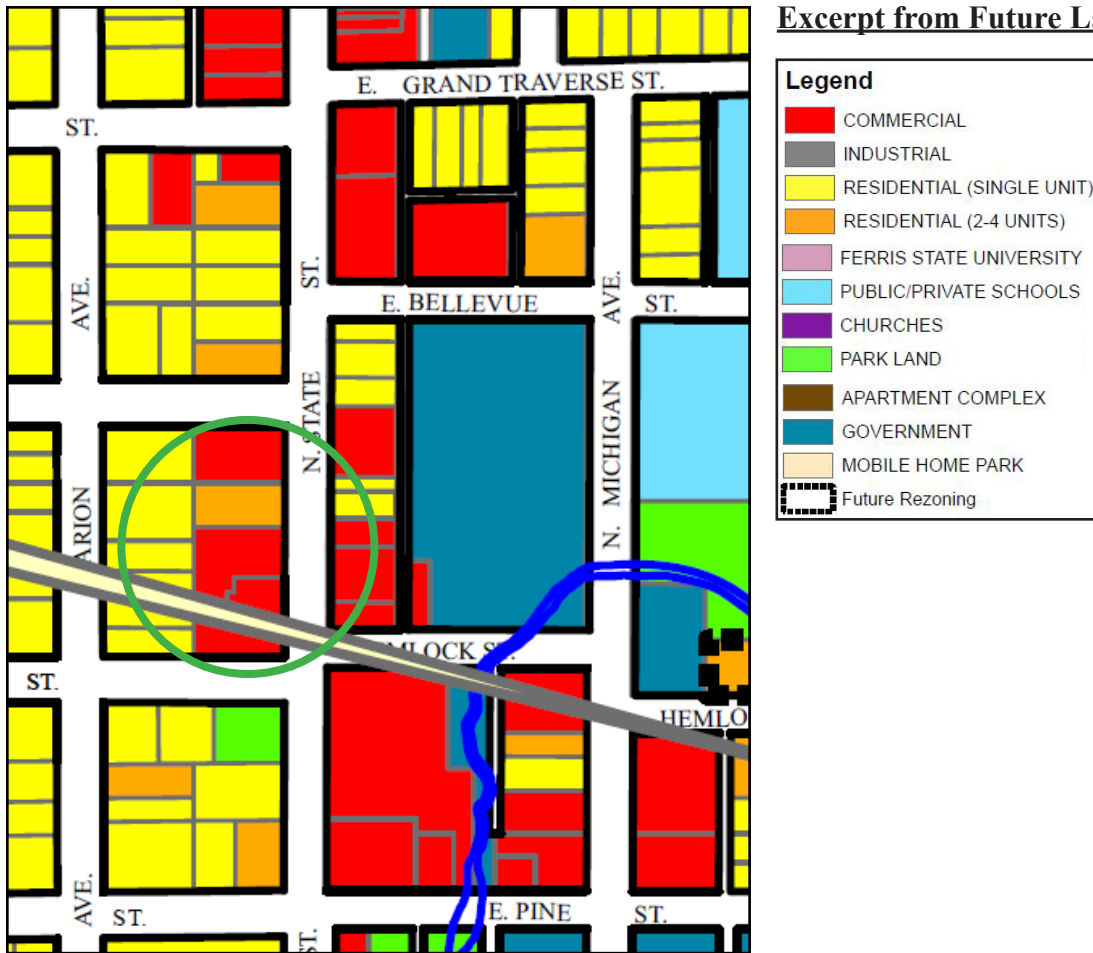 Excerpt from Future La
Legend
COMMERCIAL
INDUSTRIAL
RESIDENTIAL (SINGLE UNIT)
RESIDENTIAL (2-4 UNITS)
FERRIS STATE UNIVERSITY
PUBLIC/PRIVATE SCHOOLS
CHURCHES
PARK LAND
APARTMENT COMPLEX
GOVERNMENT
MOBILE HOME PARK
Future Rezoning
E. GRAND TRAVERSE ST.
ST.
AVE.
ST.
E. BELLEVUE
AVE.
ST.
N. STATE
N. MICHIGAN
ARION
MLOCK ST.
ST.
HEMLO
AVE.
ST.
ST.
E. PINE
ST.